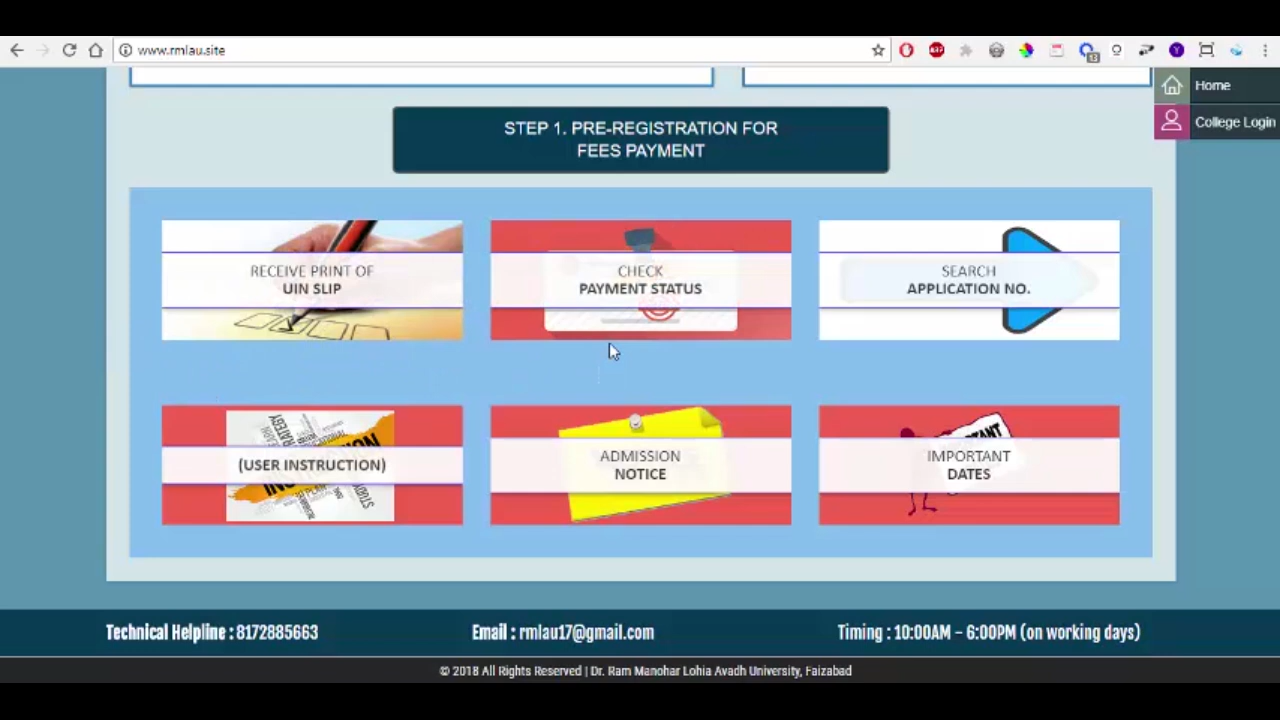 www.rmlau.site
Home
College Login
STEP 1. PRE-REGISTRATION FOR
FEES PAYMENT
RECEIVE PRINT OF
UIN SLIP
CHECK
PAYMENT STATUS
SEARCH
APPLICATION NO.
(USER INSTRUCTION)
ADMISSION
NOTICE
IMPORTANT
DATES
Technical Helpline : 8172885663
Email : rmlau17@gmail.com
Timing : 10:00AM – 6:00PM (on working days)
© 2018 All Rights Reserved | Dr. Ram Manohar Lohia Avadh University, Faizabad